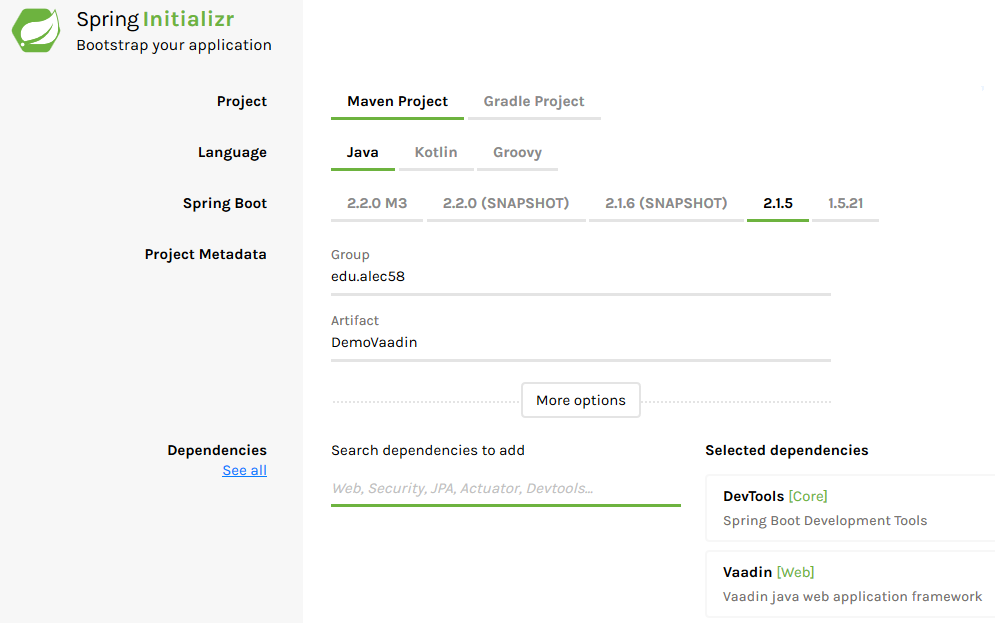 Spring Initializr
Bootstrap your application
Project
Maven Project Gradle Project
Language
Java Kotlin Groovy
Spring Boot
2.2.0 M3 2.2.0 (SNAPSHOT) 2.1.6 (SNAPSHOT) 2.1.5 1.5.21
Project Metadata
Group
edu.alec58
Artifact
DemoVaadin
More options
Dependencies
See all
Search dependencies to add
Web, Security, JPA, Actuator, Devtools...
Selected dependencies
DevTools [Core]
Spring Boot Development Tools
Vaadin [Web]
Vaadin java web application framework